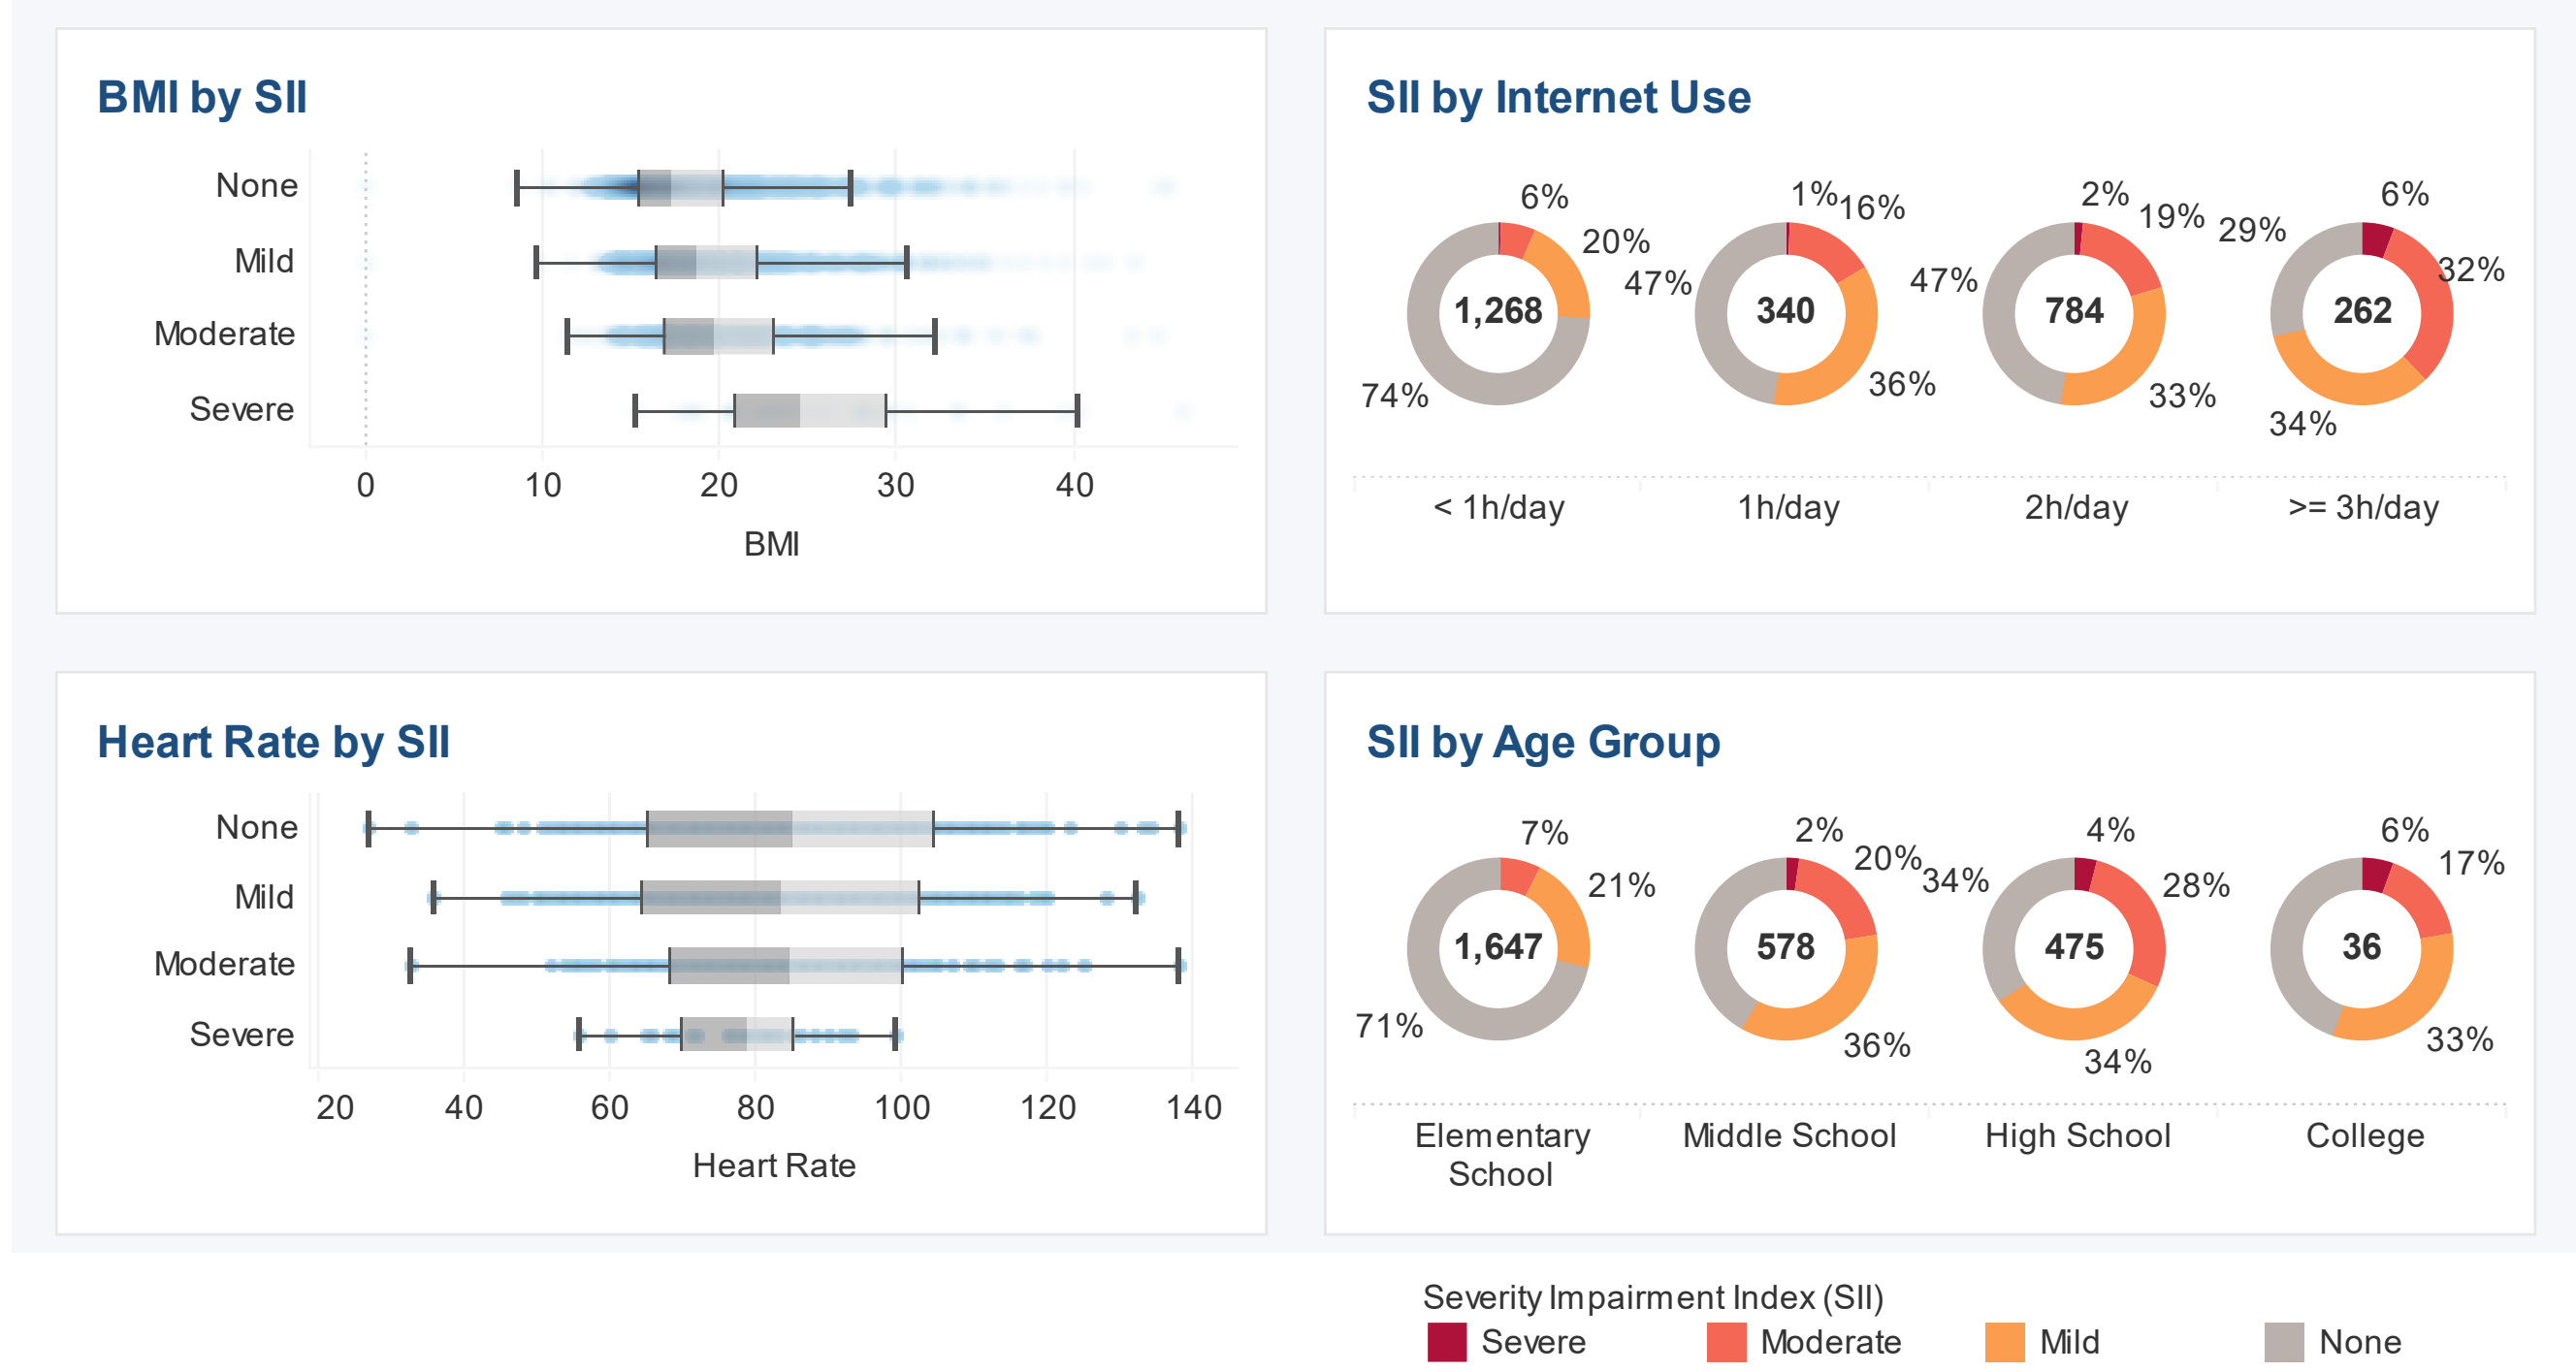 BMI by SII
None
Mild
Moderate
Severe
0 10 20 30 40
BMI
SII by Internet Use
6% 20% 74% 1,268
1% 16% 36% 47% 340
2% 19% 33% 47% 784
6% 32% 34% 29% 262
< 1h/day 1h/day 2h/day >= 3h/day
Heart Rate by SII
None
Mild
Moderate
Severe
20 40 60 80 100 120 140
Heart Rate
SII by Age Group
7% 21% 71% 1,647
2% 20% 36% 578
4% 28% 34% 34% 475
6% 17% 33% 36
Elementary Middle School High School College
School
Severity Impairment Index (SII)
Severe Moderate Mild None